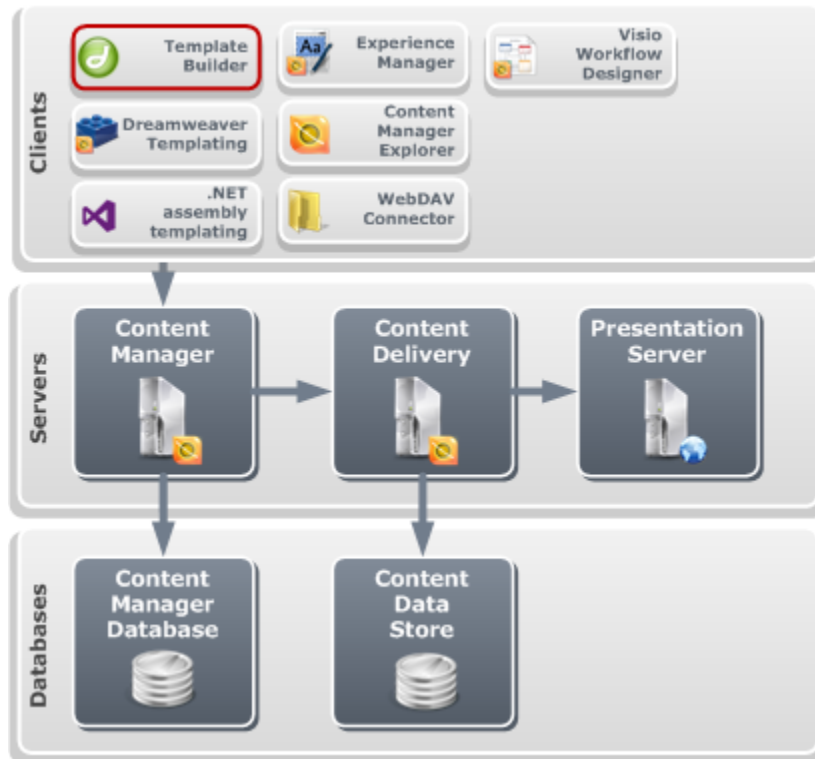 Clients
Template
Builder
Experience
Manager
Visio
Workflow
Designer
Dreamweaver
Templating
Content
Manager
Explorer
.NET
assembly
templating
WebDAV
Connector
Servers
Content
Manager
Content
Delivery
Presentation
Server
Databases
Content
Manager
Database
Content
Data
Store